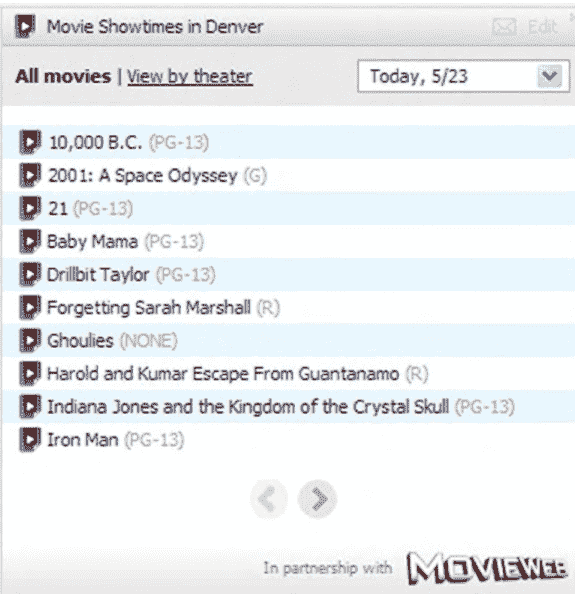 Movie Showtimes in Denver
Edit
All movies | View by theater
Today, 5/23
10,000 B.C. (PG-13)
2001: A Space Odyssey (G)
21 (PG-13)
Baby Mama (PG-13)
Drillbit Taylor (PG-13)
Forgetting Sarah Marshall (R)
Ghoulies (NONE)
Harold and Kumar Escape From Guantanamo (R)
Indiana Jones and the Kingdom of the Crystal Skull (PG-13)
Iron Man (PG-13)
In partnership with MOVIEWEB